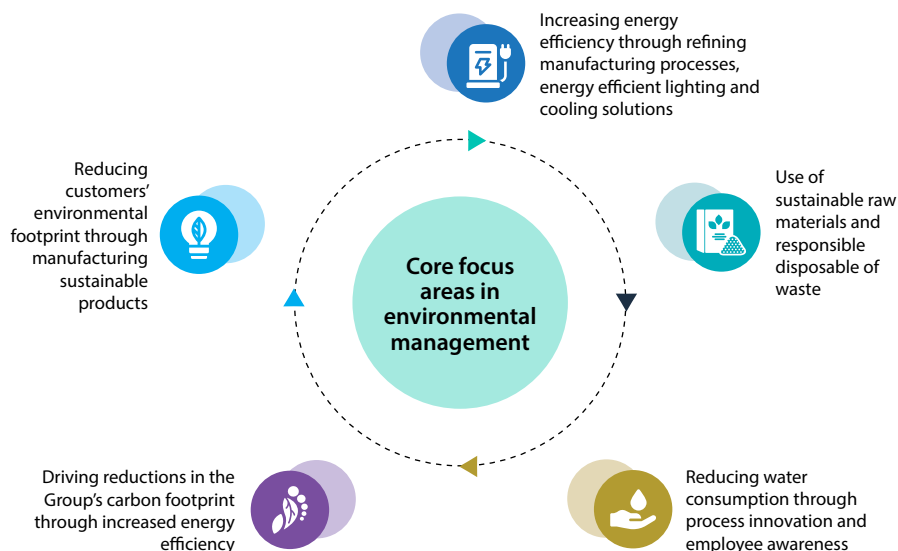 Increasing energy
efficiency through refining
manufacturing processes,
energy efficient lighting and
cooling solutions
Use of
sustainable raw
materials and
responsible
disposable of
waste
Reducing water
consumption through
process innovation and
employee awareness
Driving reductions in the
Group's carbon footprint
through increased energy
efficiency
Reducing
customers'
environmental
footprint through
manufacturing
sustainable
products
Core focus
areas in
environmental
management